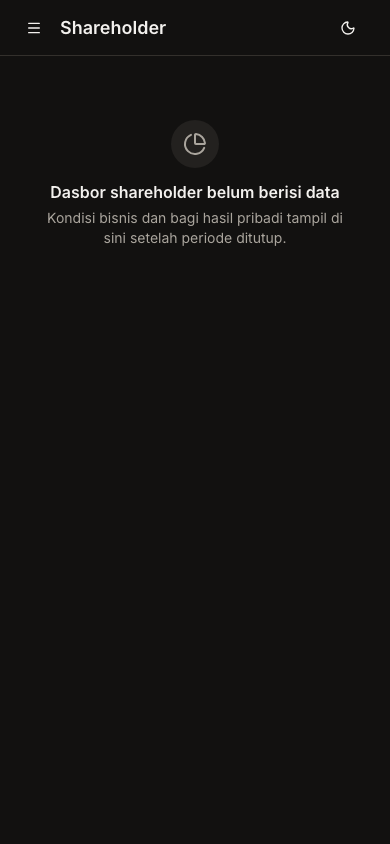 Shareholder
Dasbor shareholder belum berisi data
Kondisi bisnis dan bagi hasil pribadi tampil di
sini setelah periode ditutup.